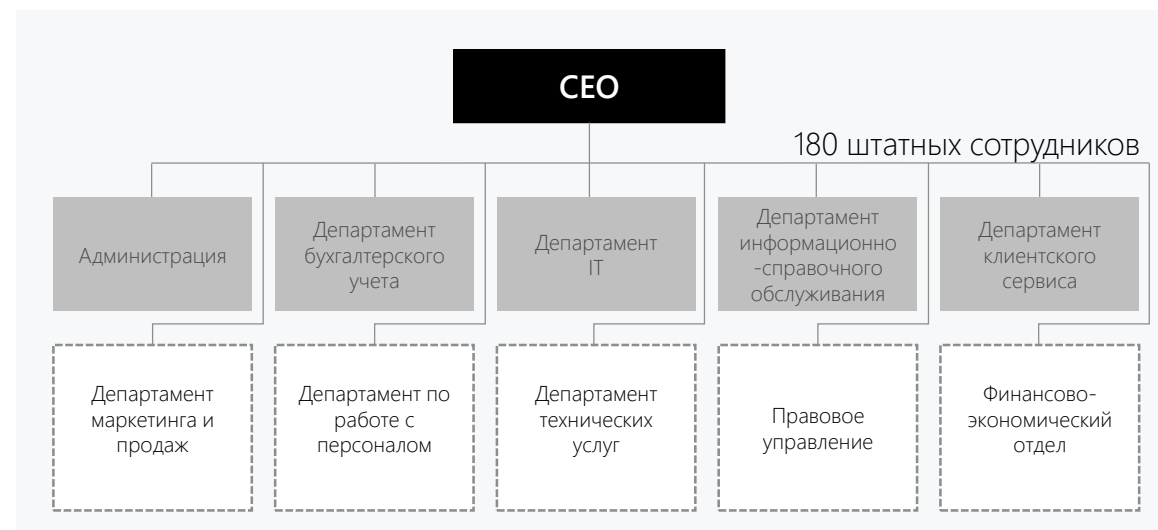 CEO
180 штатных сотрудников
Администрация
Департамент
бухгалтерского
учета
Департамент
IT
Департамент
информационно
-справочного
обслуживания
Департамент
клиентского
сервиса
Департамент
маркетинга и
продаж
Департамент по
работе с
персоналом
Департамент
технических
услуг
Правовое
управление
Финансово-
экономический
отдел